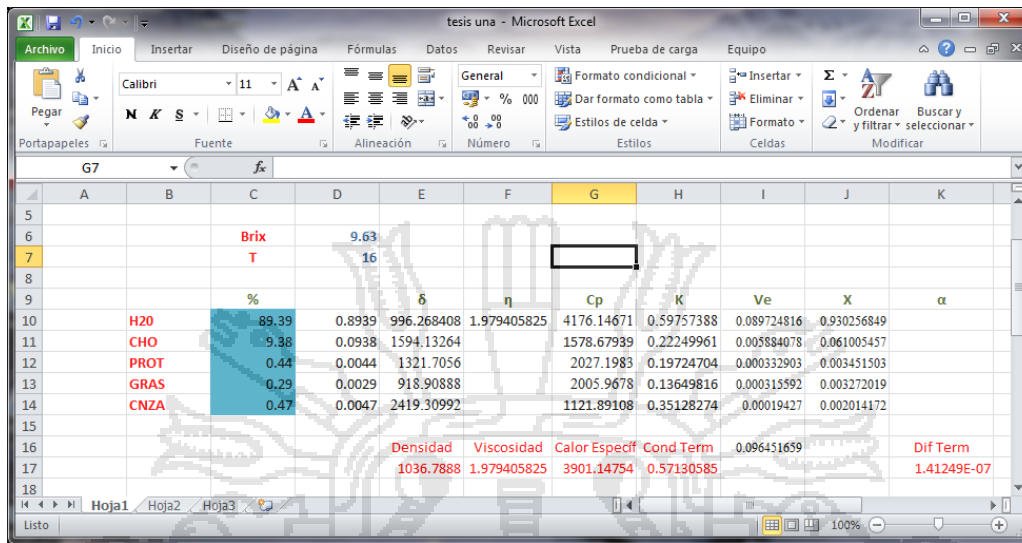 tesis una - Microsoft Excel
Archivo Inicio Insertar Diseño de página Fórmulas Datos Revisar Vista Prueba de carga Equipo
Pegar
Portapapeles
Calibri 11 A A
N K S A
Fuente
Alineación
General
% 000
Número
Formato condicional
Dar formato como tabla
Estilos de celda
Estilos
Insertar
Eliminar
Formato
Celdas
Σ
Ordenar y filtrar
Buscar y seleccionar
Modificar
G7 fx
A B C D E F G H I J K
5
6 Brix 9.63
7 T 16
8
9 % δ η Cp K Ve X α
10 H20 89.39 0.8939 996.268408 1.979405825 4176.14671 0.59757388 0.089724816 0.930256849
11 CHO 9.38 0.0938 1594.13264 1578.67939 0.22249961 0.005884078 0.061005457
12 PROT 0.44 0.0044 1321.7056 2027.1983 0.19724704 0.000332903 0.003451503
13 GRAS 0.29 0.0029 918.90888 2005.9678 0.13649816 0.000315592 0.003272019
14 CNZA 0.47 0.0047 2419.30992 1121.89108 0.35128274 0.00019427 0.002014172
15
16 Densidad Viscosidad Calor Específ Cond Term 0.096451659 Dif Term
17 1036.7888 1.979405825 3901.14754 0.57130585 1.41249E-07
18
Hoja1 Hoja2 Hoja3
Listo 100%